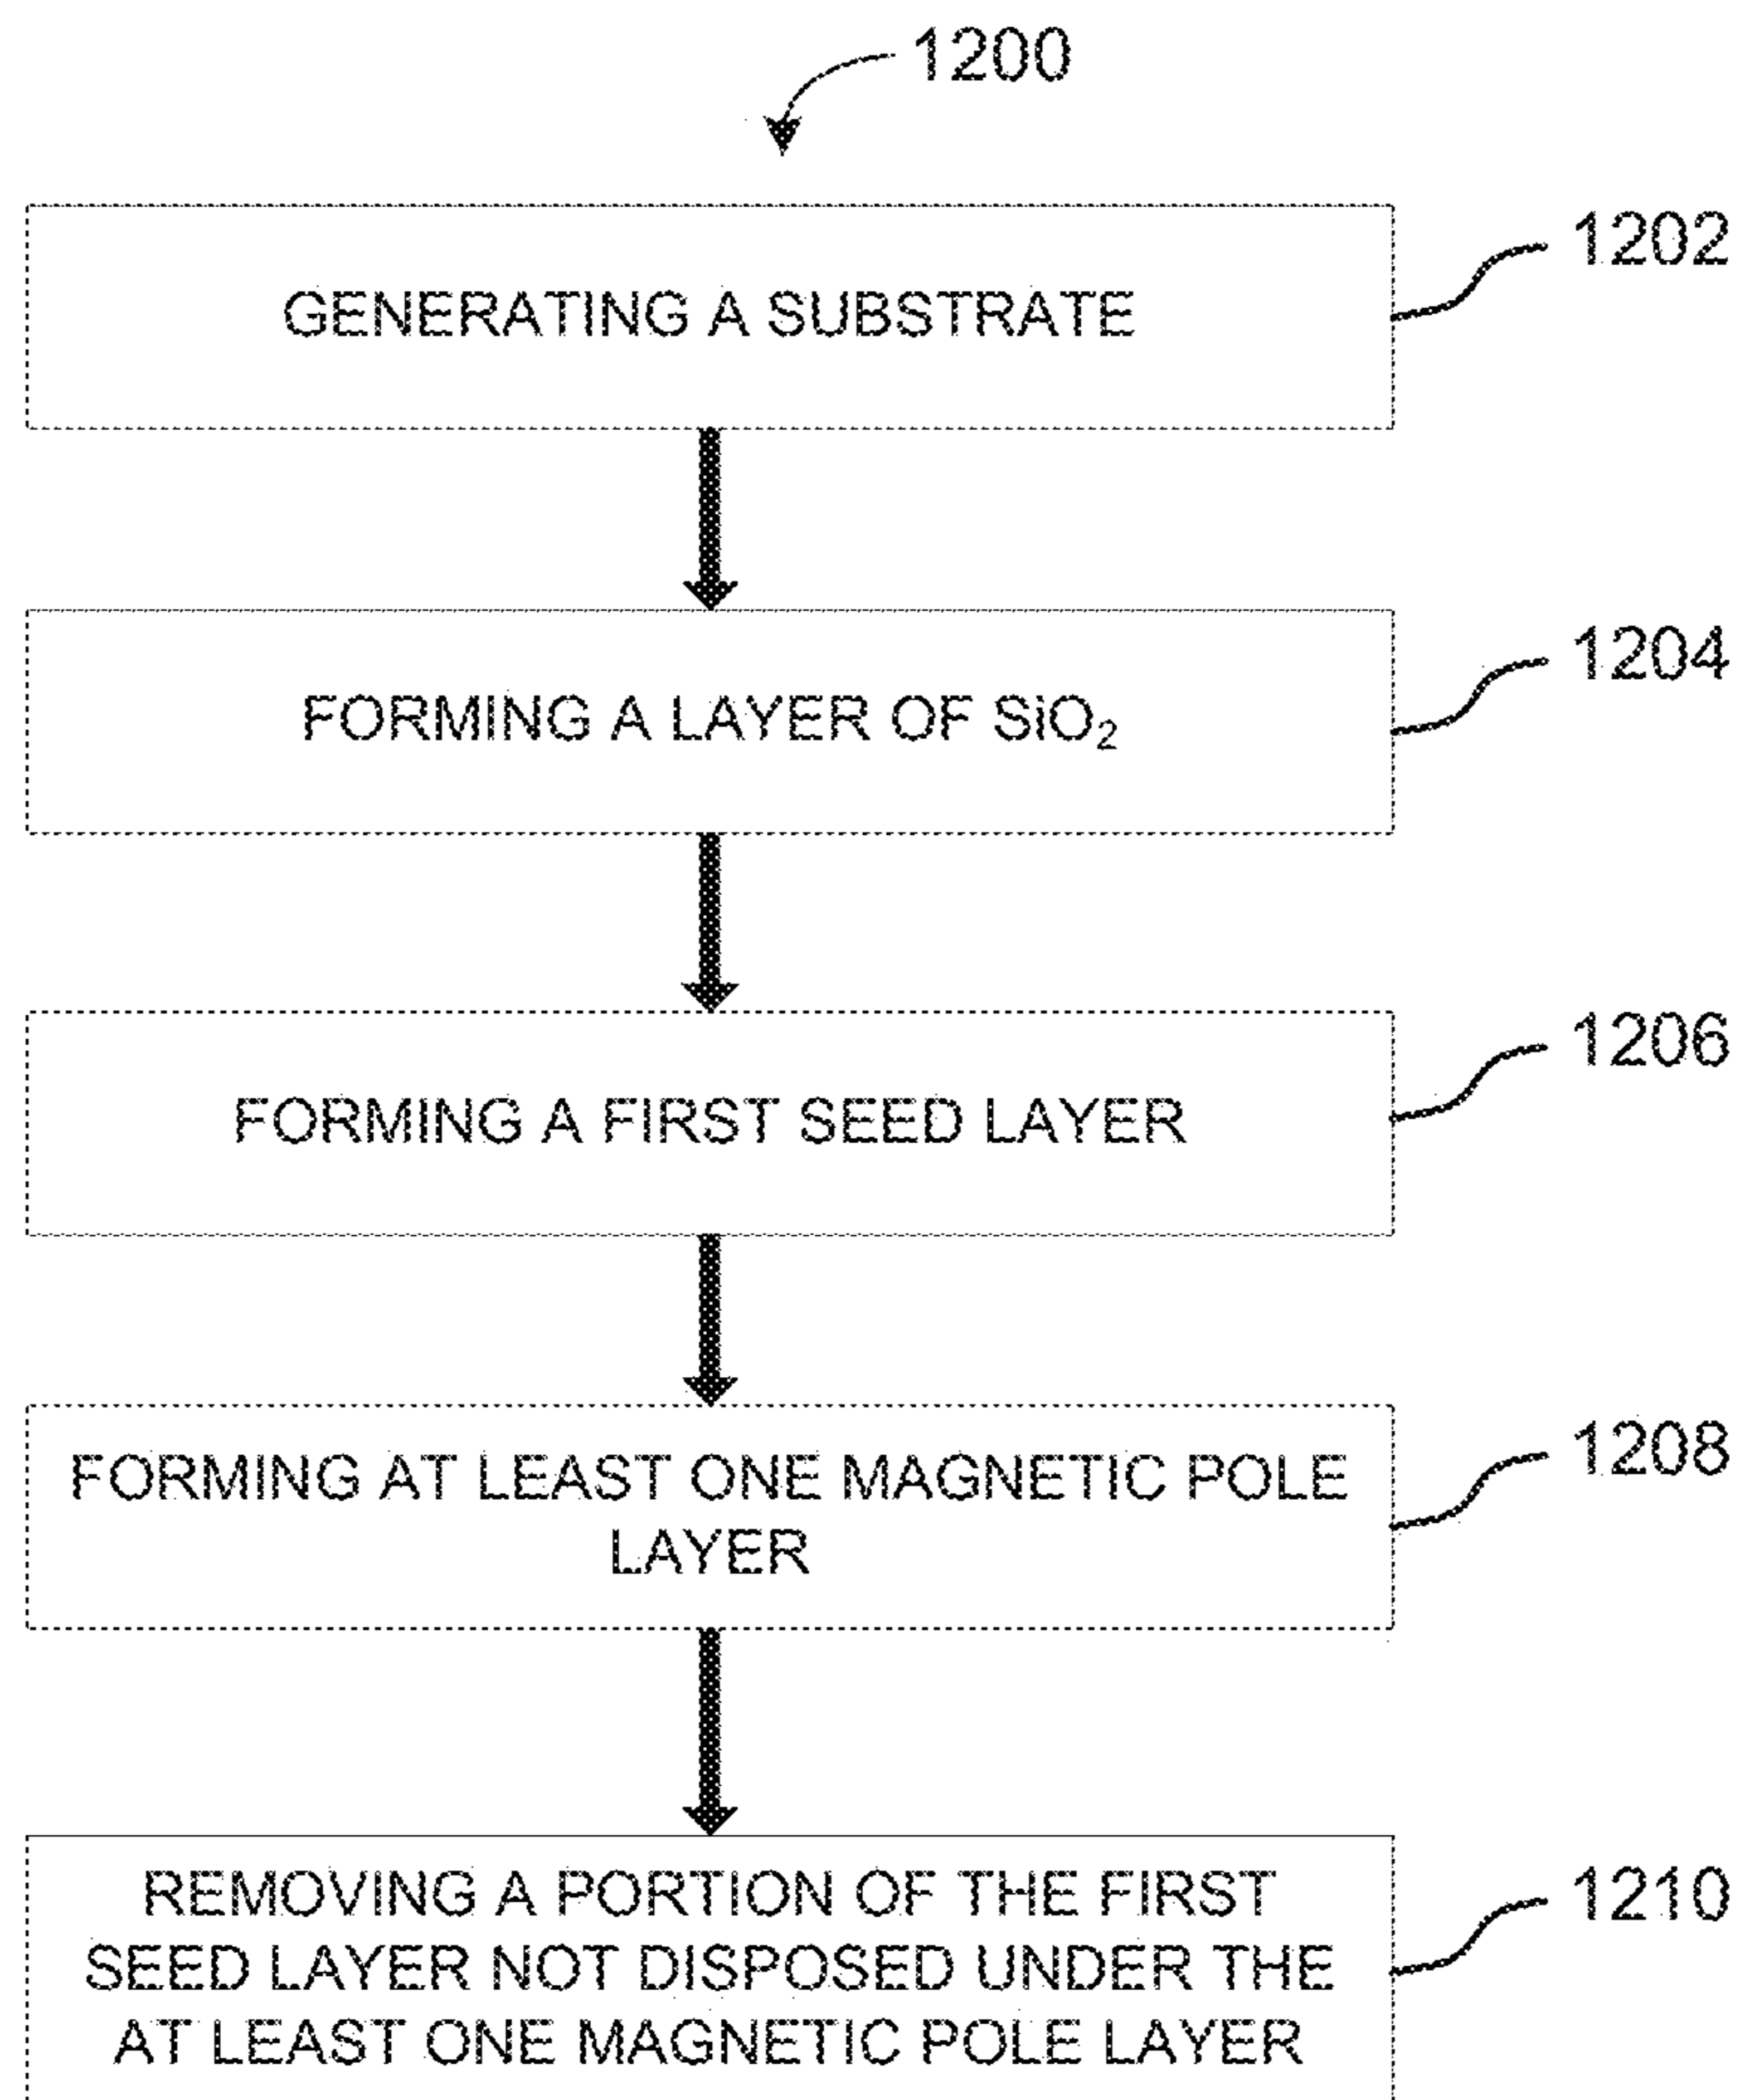 1200
GENERATING A SUBSTRATE
1202
FORMING A LAYER OF SiO₂
1204
FORMING A FIRST SEED LAYER
1206
FORMING AT LEAST ONE MAGNETIC POLE
LAYER
1208
REMOVING A PORTION OF THE FIRST
SEED LAYER NOT DISPOSED UNDER THE
AT LEAST ONE MAGNETIC POLE LAYER
1210